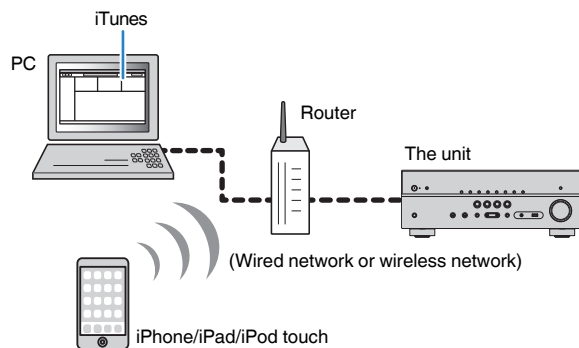 iTunes
PC
Router
The unit
(Wired network or wireless network)
iPhone/iPad/iPod touch